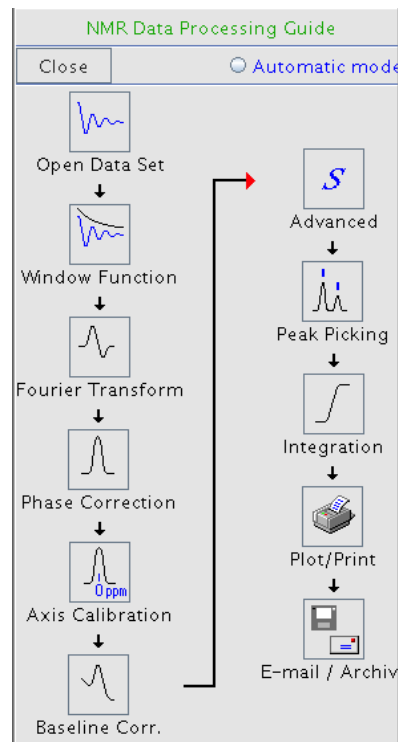 NMR Data Processing Guide
Close
Automatic mode
Open Data Set
Window Function
Fourier Transform
Phase Correction
0 ppm
Axis Calibration
Baseline Corr.
S
Advanced
Peak Picking
Integration
Plot/Print
E-mail / Archiv